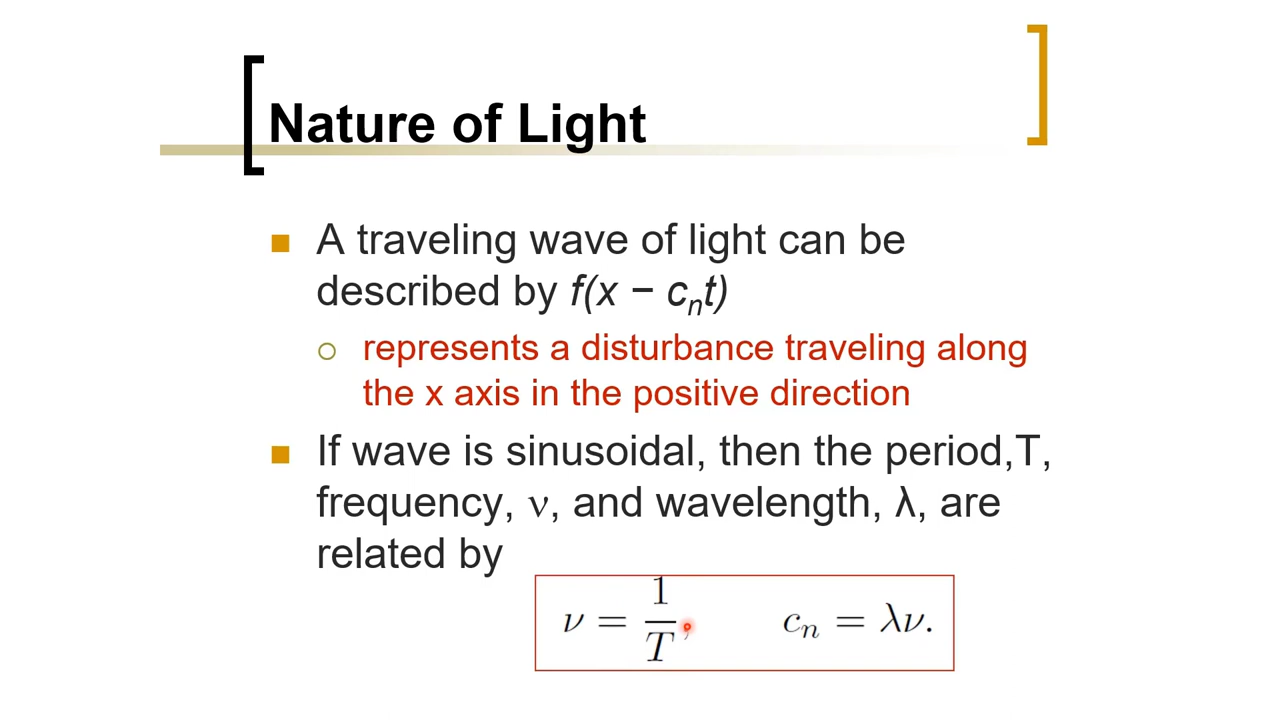 Nature of Light
A traveling wave of light can be
described by f(x − cₙt)
represents a disturbance traveling along
the x axis in the positive direction
If wave is sinusoidal, then the period,T,
frequency, ν, and wavelength, λ, are
related by
ν = 1/T, cₙ = λν.